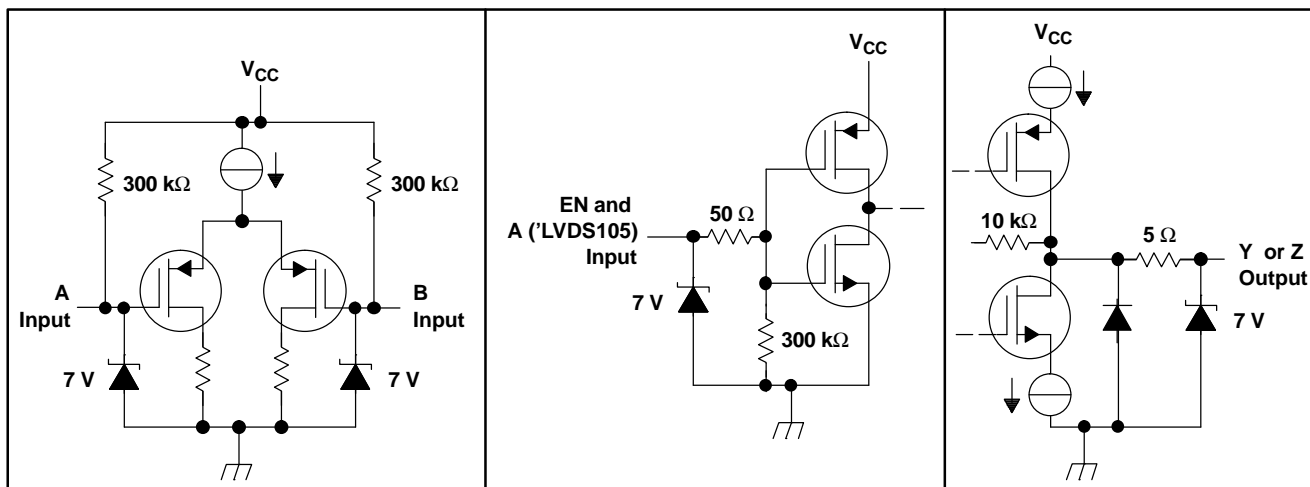 VCC
300 kΩ
300 kΩ
A
Input
B
Input
7 V
7 V
VCC
EN and
A ('LVDS105)
Input
50 Ω
7 V
300 kΩ
VCC
10 kΩ
5 Ω
Y or Z
Output
7 V